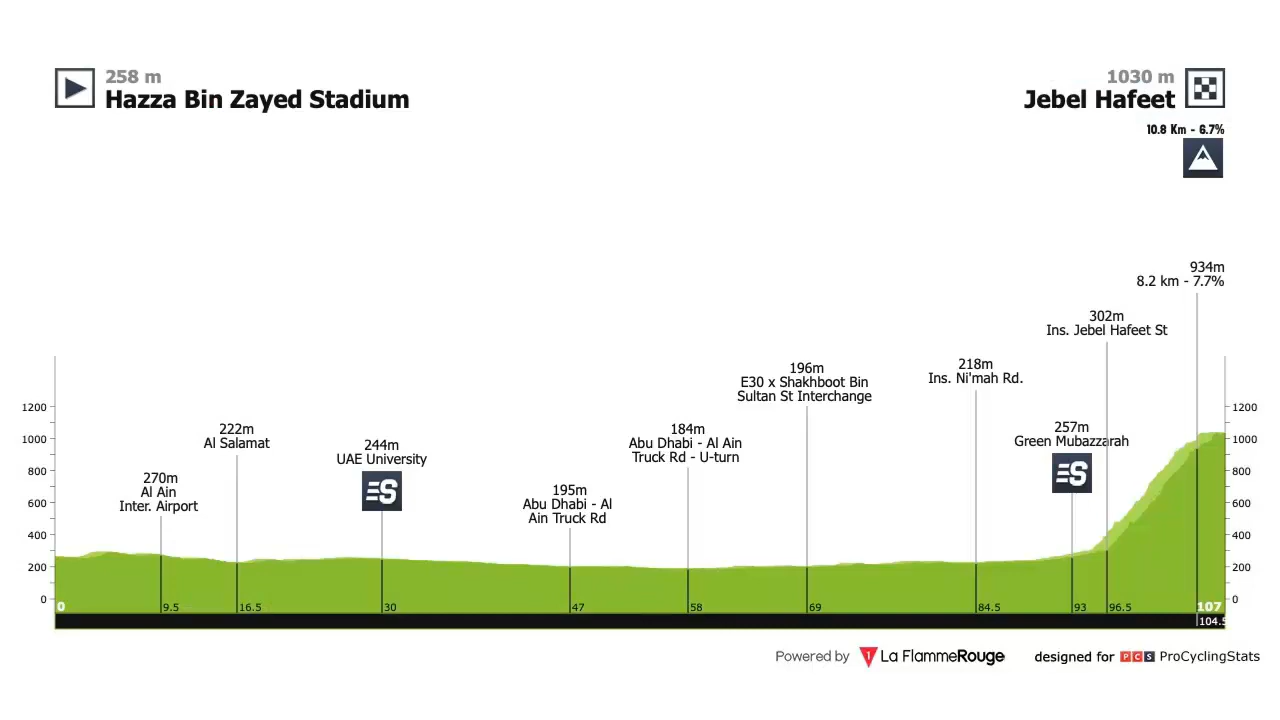 258 m
Hazza Bin Zayed Stadium
1030 m
Jebel Hafeet
10.8 Km - 6.7%
934m
8.2 km - 7.7%
302m
Ins. Jebel Hafeet St
218m
Ins. Ni'mah Rd.
196m
E30 x Shakhboot Bin
Sultan St Interchange
257m
Green Mubazzarah
222m
Al Salamat
184m
Abu Dhabi - Al Ain
Truck Rd - U-turn
244m
UAE University
270m
Al Ain
Inter. Airport
195m
Abu Dhabi - Al
Ain Truck Rd
S
S
1200
1000
800
600
400
200
0
1200
1000
800
600
400
200
0
0 9.5 16.5 30 47 58 69 84.5 93 96.5 107
104.5
Powered by 1 La FlammeRouge designed for PCS ProCyclingStats